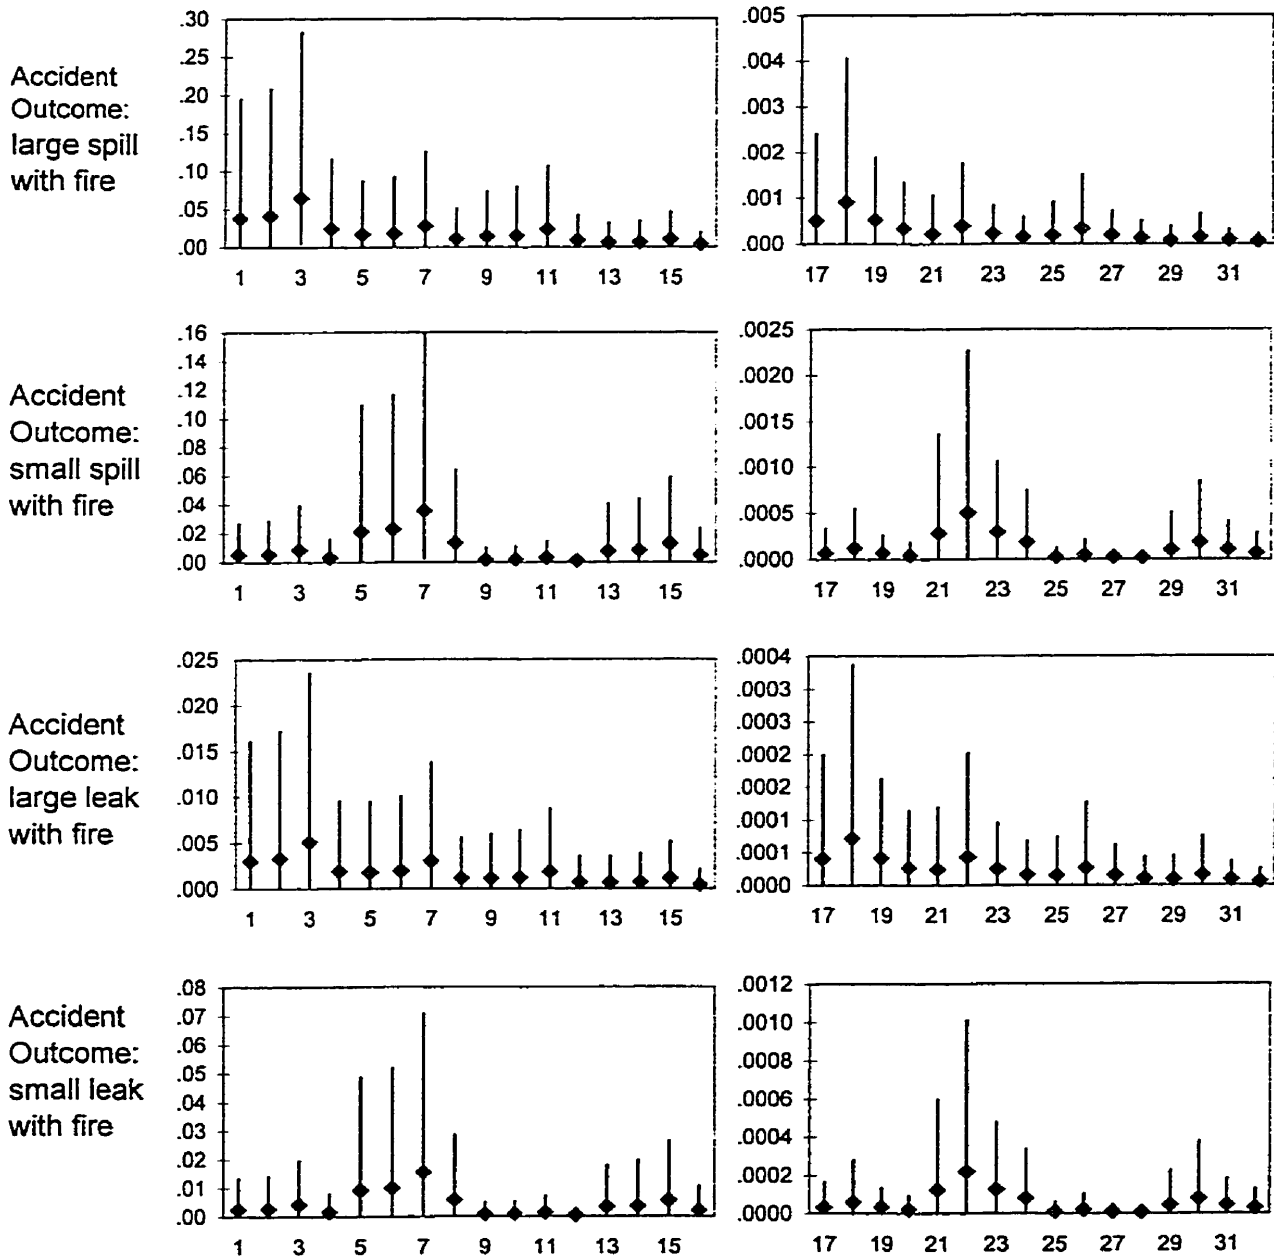 Accident
Outcome:
large spill
with fire
.30
.25
.20
.15
.10
.05
.00
1 3 5 7 9 11 13 15
.005
.004
.003
.002
.001
.000
17 19 21 23 25 27 29 31
Accident
Outcome:
small spill
with fire
.16
.14
.12
.10
.08
.06
.04
.02
.00
1 3 5 7 9 11 13 15
.0025
.0020
.0015
.0010
.0005
.0000
17 19 21 23 25 27 29 31
Accident
Outcome:
large leak
with fire
.025
.020
.015
.010
.005
.000
1 3 5 7 9 11 13 15
.0004
.0003
.0003
.0002
.0002
.0001
.0001
.0000
17 19 21 23 25 27 29 31
Accident
Outcome:
small leak
with fire
.08
.07
.06
.05
.04
.03
.02
.01
.00
1 3 5 7 9 11 13 15
.0012
.0010
.0008
.0006
.0004
.0002
.0000
17 19 21 23 25 27 29 31